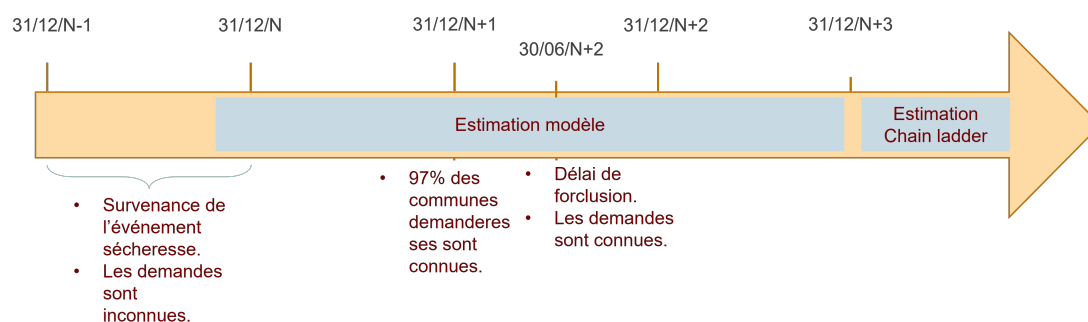 31/12/N-1
31/12/N
31/12/N+1
30/06/N+2
31/12/N+2
31/12/N+3
Estimation modèle
Estimation
Chain ladder
• Survenance de
l’événement
sécheresse.
• Les demandes
sont
inconnues.
• 97% des
communes
demanderes
ses sont
connues.
• Délai de
forclusion.
• Les demandes
sont connues.